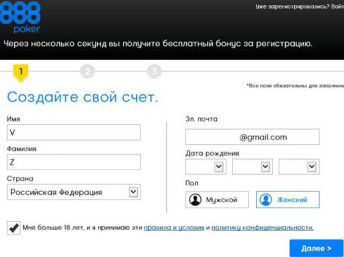 888
poker
Уже зарегистрировались? Войт
Через несколько секунд вы получите бесплатный бонус за регистрацию.
1
2
3
Создайте свой счет.
*Все поля обязательны для заполнени
Имя
V
Фамилия
Z
Страна
Российская Федерация
Эл. почта
@gmail.com
Дата рождения
Пол
Мужской
Женский
Мне больше 18 лет, и я принимаю эти правила и условия и политику конфиденциальности.
Далее >